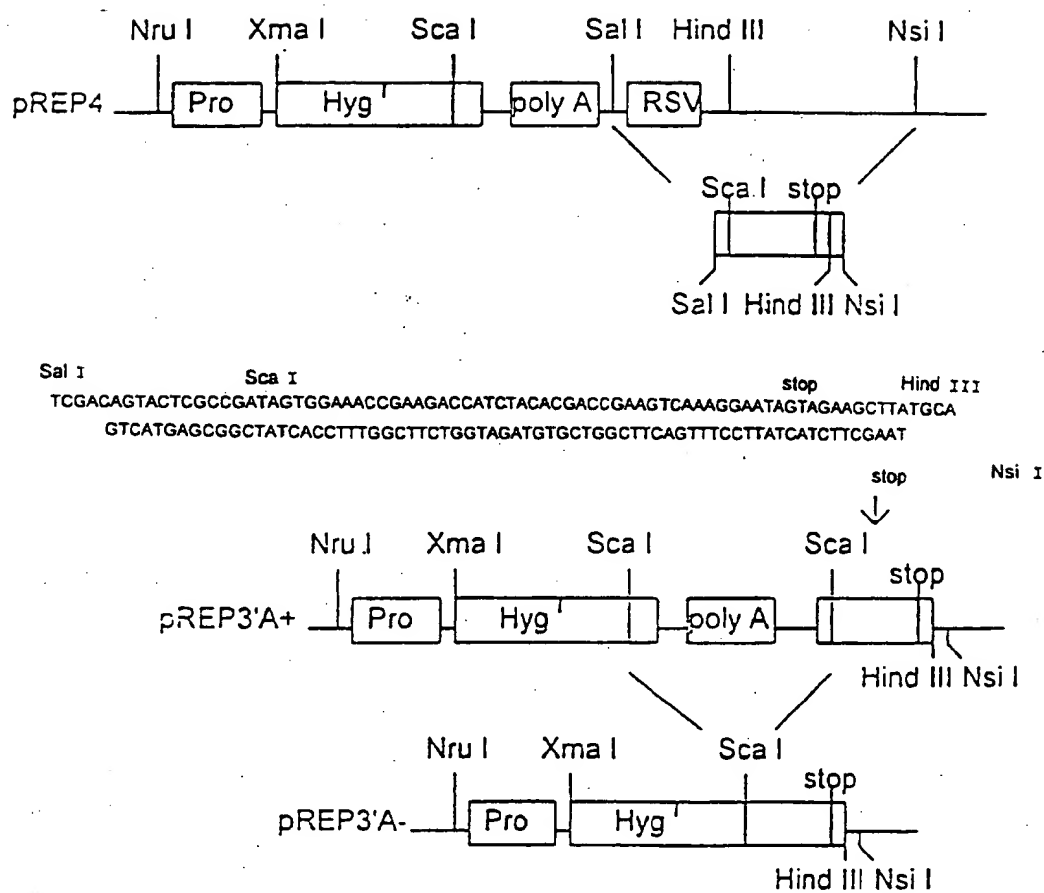 Nru I Xma I Sca I Sal I Hind III Nsi I
pREP4 Pro Hyg' poly A RSV
Sca I stop
Sal I Hind III Nsi I
Sal I Sca I stop Hind III
TCGACAGTACTCGCCGATAGTGGAAACCGAAGACCATCTACACGACCGAAGTCAAAGGAATAGTAGAAGCTTATGCA
GTCATGAGCGGCTATCACCTTTGGCTTCTGGTAGATGTGCTGGCTTCAGTTTCCTTATCATCTTCGAAT
stop Nsi I
Nru I Xma I Sca I Sca I stop
pREP3'A+ Pro Hyg' poly A
Hind III Nsi I
Nru I Xma I Sca I stop
pREP3'A- Pro Hyg'
Hind III Nsi I